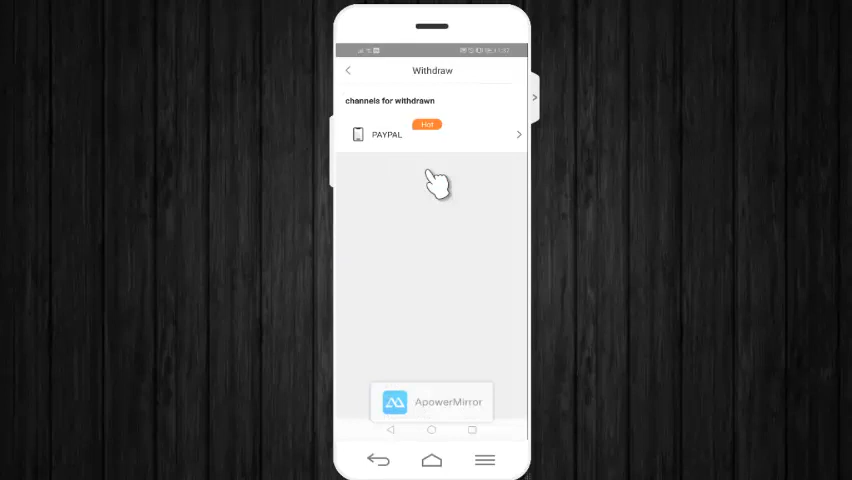 Withdraw
channels for withdrawn
Hot
PAYPAL
ApowerMirror